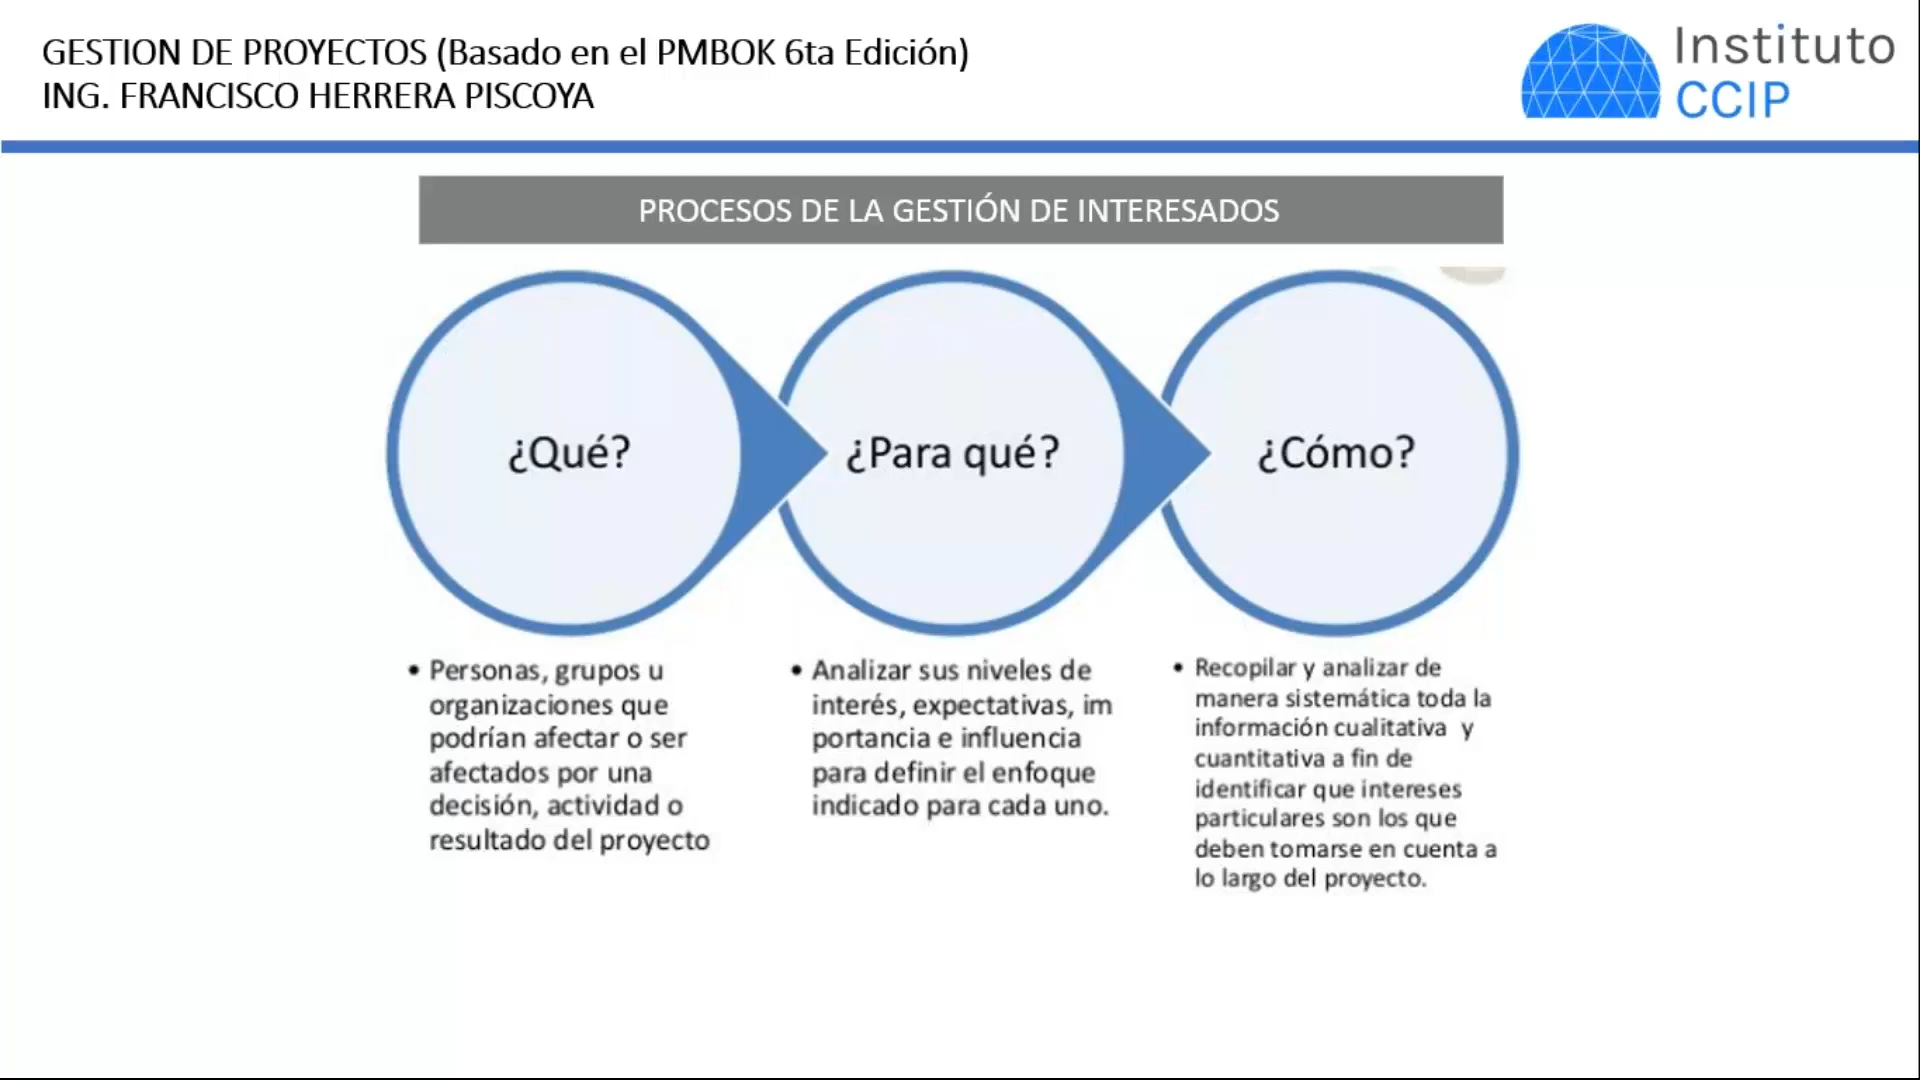 GESTION DE PROYECTOS (Basado en el PMBOK 6ta Edición)
ING. FRANCISCO HERRERA PISCOYA
Instituto
CCIP
PROCESOS DE LA GESTIÓN DE INTERESADOS
¿Qué?
¿Para qué?
¿Cómo?
• Personas, grupos u
organizaciones que
podrían afectar o ser
afectados por una
decisión, actividad o
resultado del proyecto
• Analizar sus niveles de
interés, expectativas, im
portancia e influencia
para definir el enfoque
indicado para cada uno.
• Recopilar y analizar de
manera sistemática toda la
información cualitativa y
cuantitativa a fin de
identificar que intereses
particulares son los que
deben tomarse en cuenta a
lo largo del proyecto.